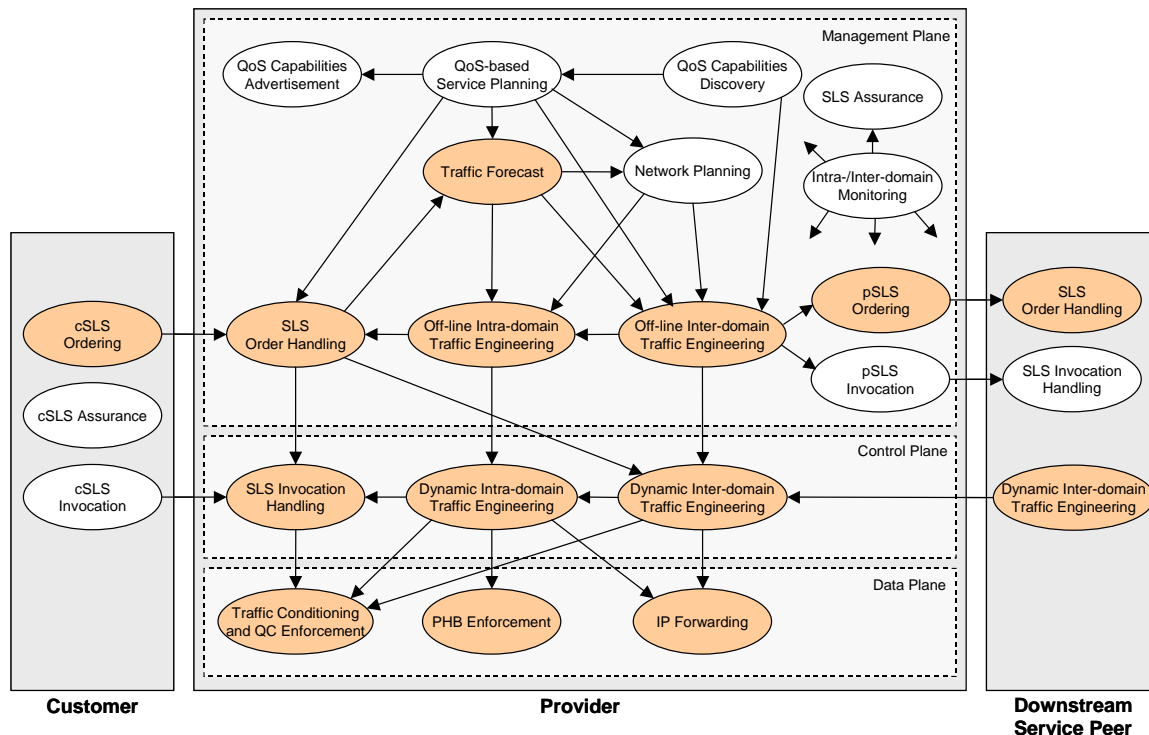 Management Plane
QoS Capabilities
Advertisement
QoS-based
Service Planning
QoS Capabilities
Discovery
SLS Assurance
Traffic Forecast
Network Planning
Intra-/Inter-domain
Monitoring
cSLS
Ordering
SLS
Order Handling
Off-line Intra-domain
Traffic Engineering
Off-line Inter-domain
Traffic Engineering
pSLS
Ordering
SLS
Order Handling
pSLS
Invocation
SLS Invocation
Handling
cSLS Assurance
Control Plane
cSLS
Invocation
SLS Invocation
Handling
Dynamic Intra-domain
Traffic Engineering
Dynamic Inter-domain
Traffic Engineering
Dynamic Inter-domain
Traffic Engineering
Data Plane
Traffic Conditioning
and QC Enforcement
PHB Enforcement
IP Forwarding
Customer
Provider
Downstream
Service Peer